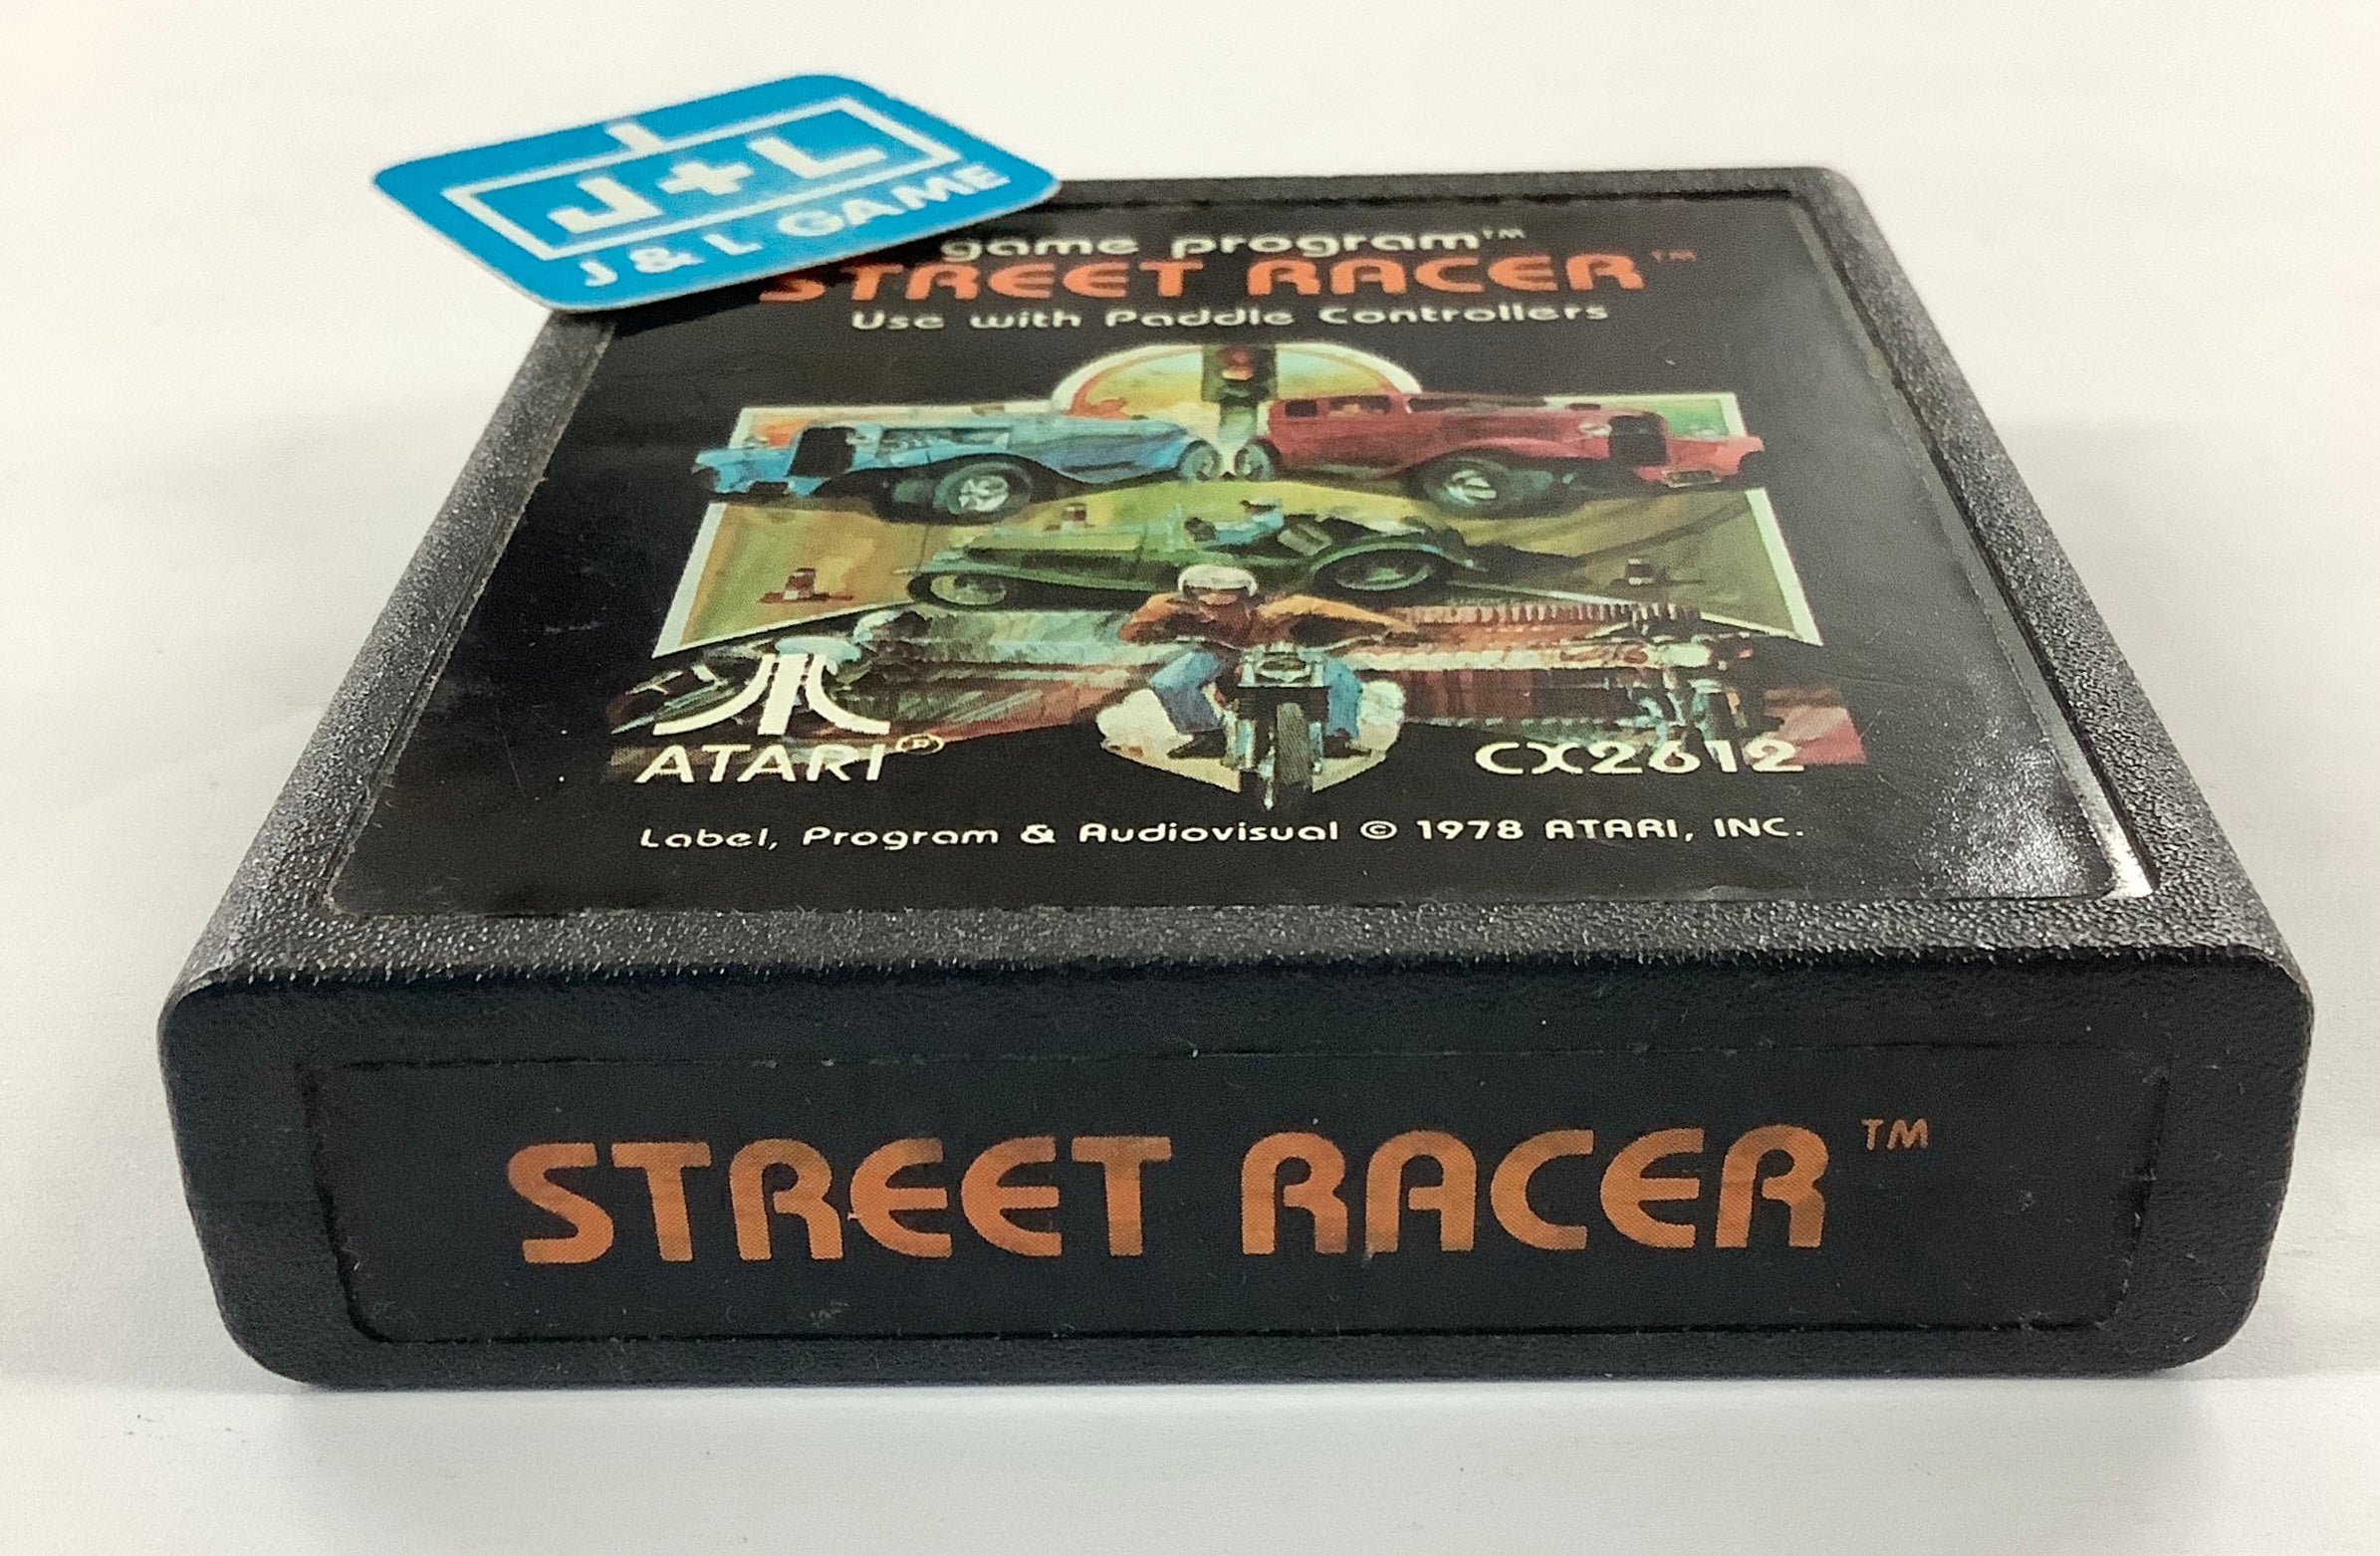 J+L
J & L GAME
game program™
STREET RACER™
Use with Paddle Controllers
ATARI®
CX2612
Label, Program & Audiovisual © 1978 ATARI, INC.
STREET RACER™